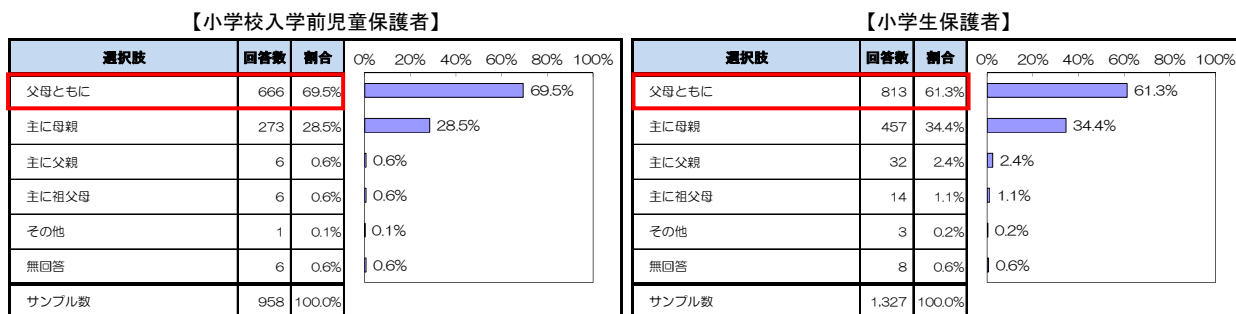 【小学校入学前児童保護者】
選択肢 回答数 割合 0% 20% 40% 60% 80% 100%
父母ともに 666 69.5% 69.5%
主に母親 273 28.5% 28.5%
主に父親 6 0.6% 0.6%
主に祖父母 6 0.6% 0.6%
その他 1 0.1% 0.1%
無回答 6 0.6% 0.6%
サンプル数 958 100.0%
【小学生保護者】
選択肢 回答数 割合 0% 20% 40% 60% 80% 100%
父母ともに 813 61.3% 61.3%
主に母親 457 34.4% 34.4%
主に父親 32 2.4% 2.4%
主に祖父母 14 1.1% 1.1%
その他 3 0.2% 0.2%
無回答 8 0.6% 0.6%
サンプル数 1,327 100.0%